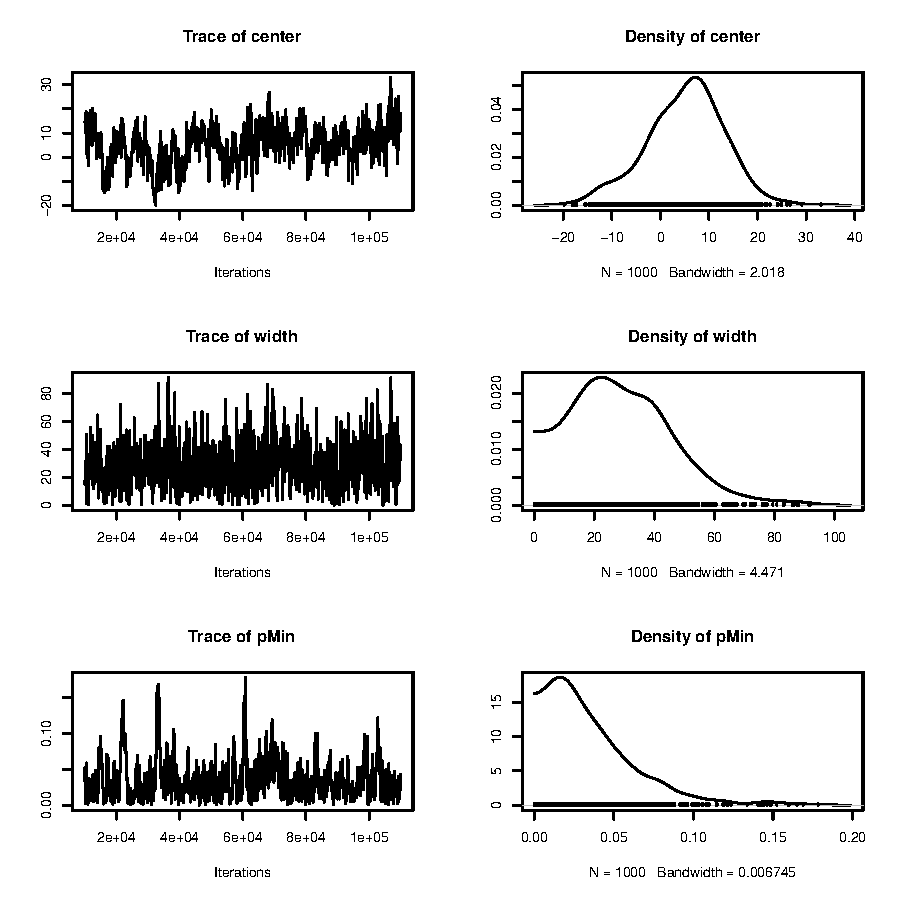 Trace of center
Density of center
30
10
0
−20
2e+04 4e+04 6e+04 8e+04 1e+05
Iterations
0.04
0.02
0.00
−20 −10 0 10 20 30 40
N = 1000 Bandwidth = 2.018
Trace of width
Density of width
80
60
40
20
0
2e+04 4e+04 6e+04 8e+04 1e+05
Iterations
0.020
0.010
0.000
0 20 40 60 80 100
N = 1000 Bandwidth = 4.471
Trace of pMin
Density of pMin
0.10
0.00
2e+04 4e+04 6e+04 8e+04 1e+05
Iterations
15
10
5
0
0.00 0.05 0.10 0.15 0.20
N = 1000 Bandwidth = 0.006745